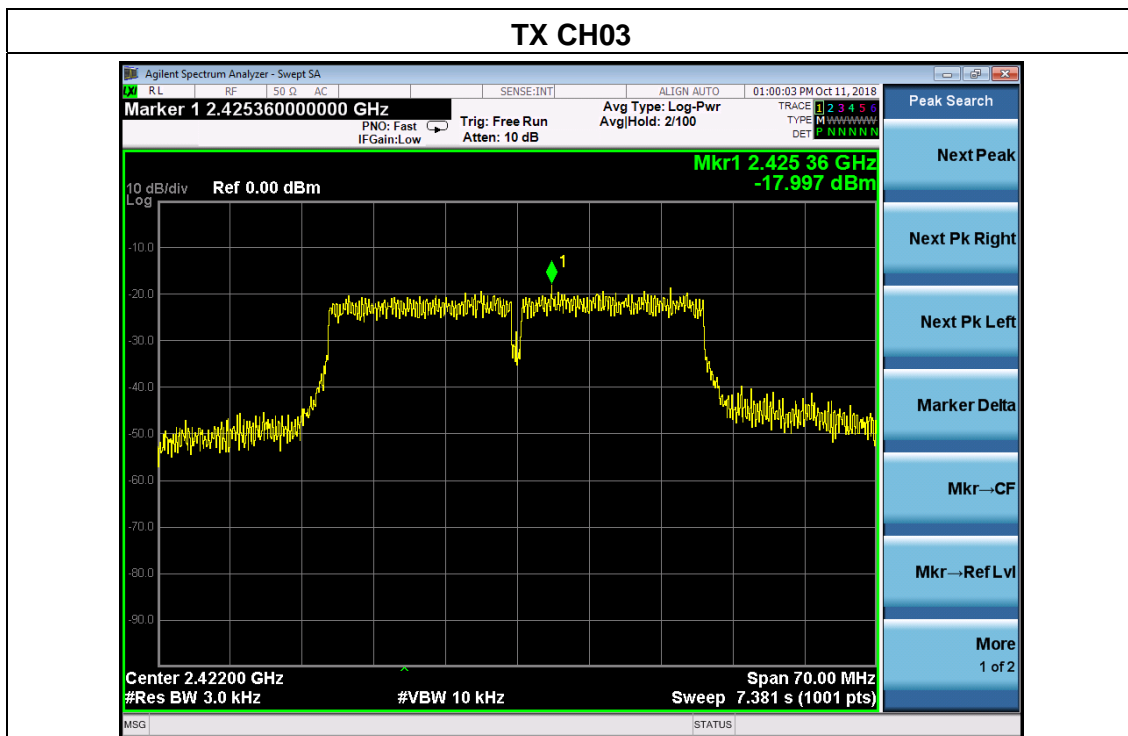 TX CH03
Agilent Spectrum Analyzer - Swept SA
LXI RL RF 50 Ω AC SENSE:INT ALIGN AUTO 01:00:03 PM Oct 11, 2018
Marker 1 2.425360000000 GHz
PNO: Fast
IFGain:Low
Trig: Free Run
Atten: 10 dB
Avg Type: Log-Pwr
Avg|Hold: 2/100
TRACE 1 2 3 4 5 6
TYPE M WWWWW
DET P N N N N N
Peak Search
Mkr1 2.425 36 GHz
-17.997 dBm
10 dB/div Ref 0.00 dBm
Log
1
-10.0
-20.0
-30.0
-40.0
-50.0
-60.0
-70.0
-80.0
-90.0
Center 2.42200 GHz Span 70.00 MHz
#Res BW 3.0 kHz #VBW 10 kHz Sweep 7.381 s (1001 pts)
Next Peak
Next Pk Right
Next Pk Left
Marker Delta
Mkr→CF
Mkr→Ref Lvl
More
1 of 2
MSG STATUS